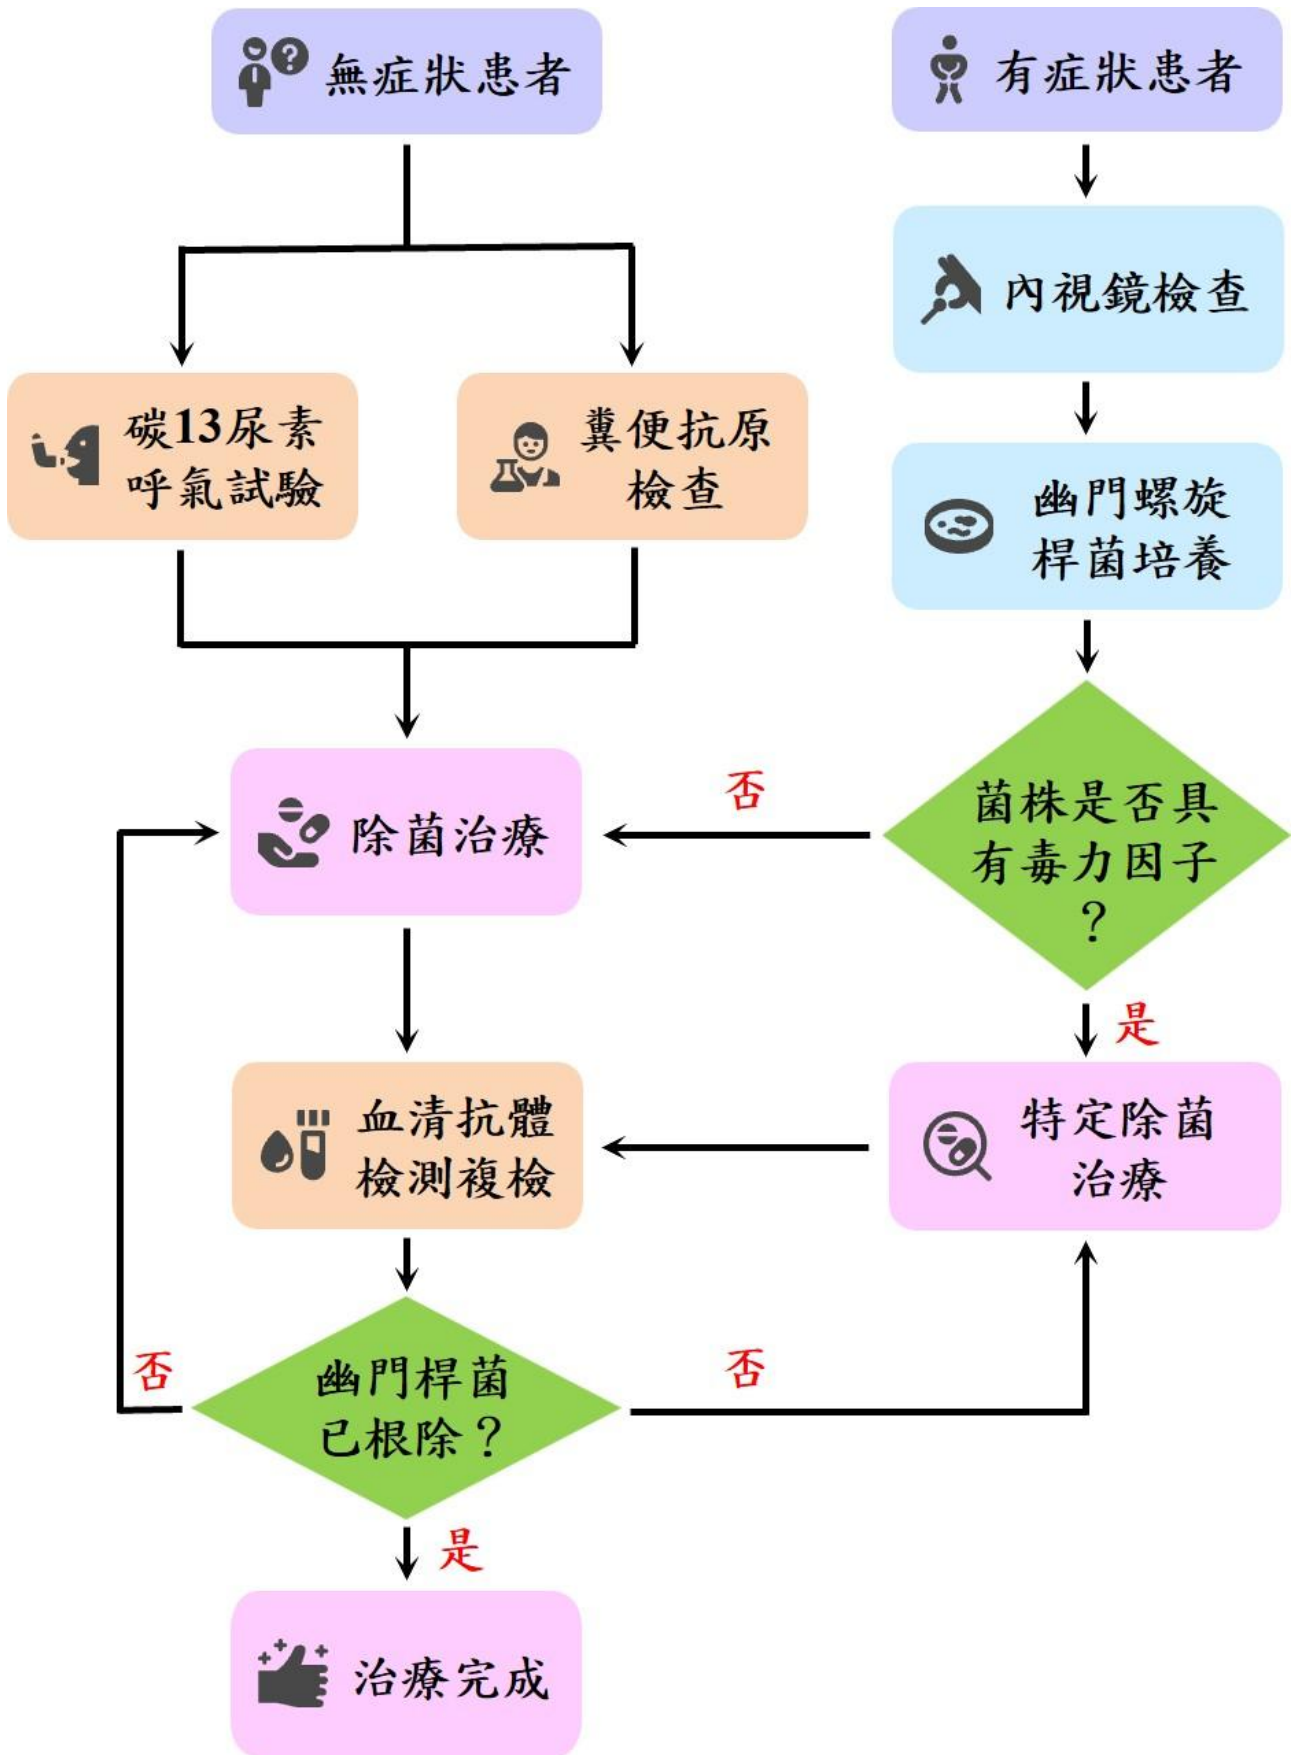 無症狀患者
有症狀患者
內視鏡檢查
碳13尿素
呼氣試驗
糞便抗原
檢查
幽門螺旋
桿菌培養
除菌治療
否
菌株是否具
有毒力因子
？
是
血清抗體
檢測複檢
特定除菌
治療
否
幽門桿菌
已根除？
否
是
治療完成